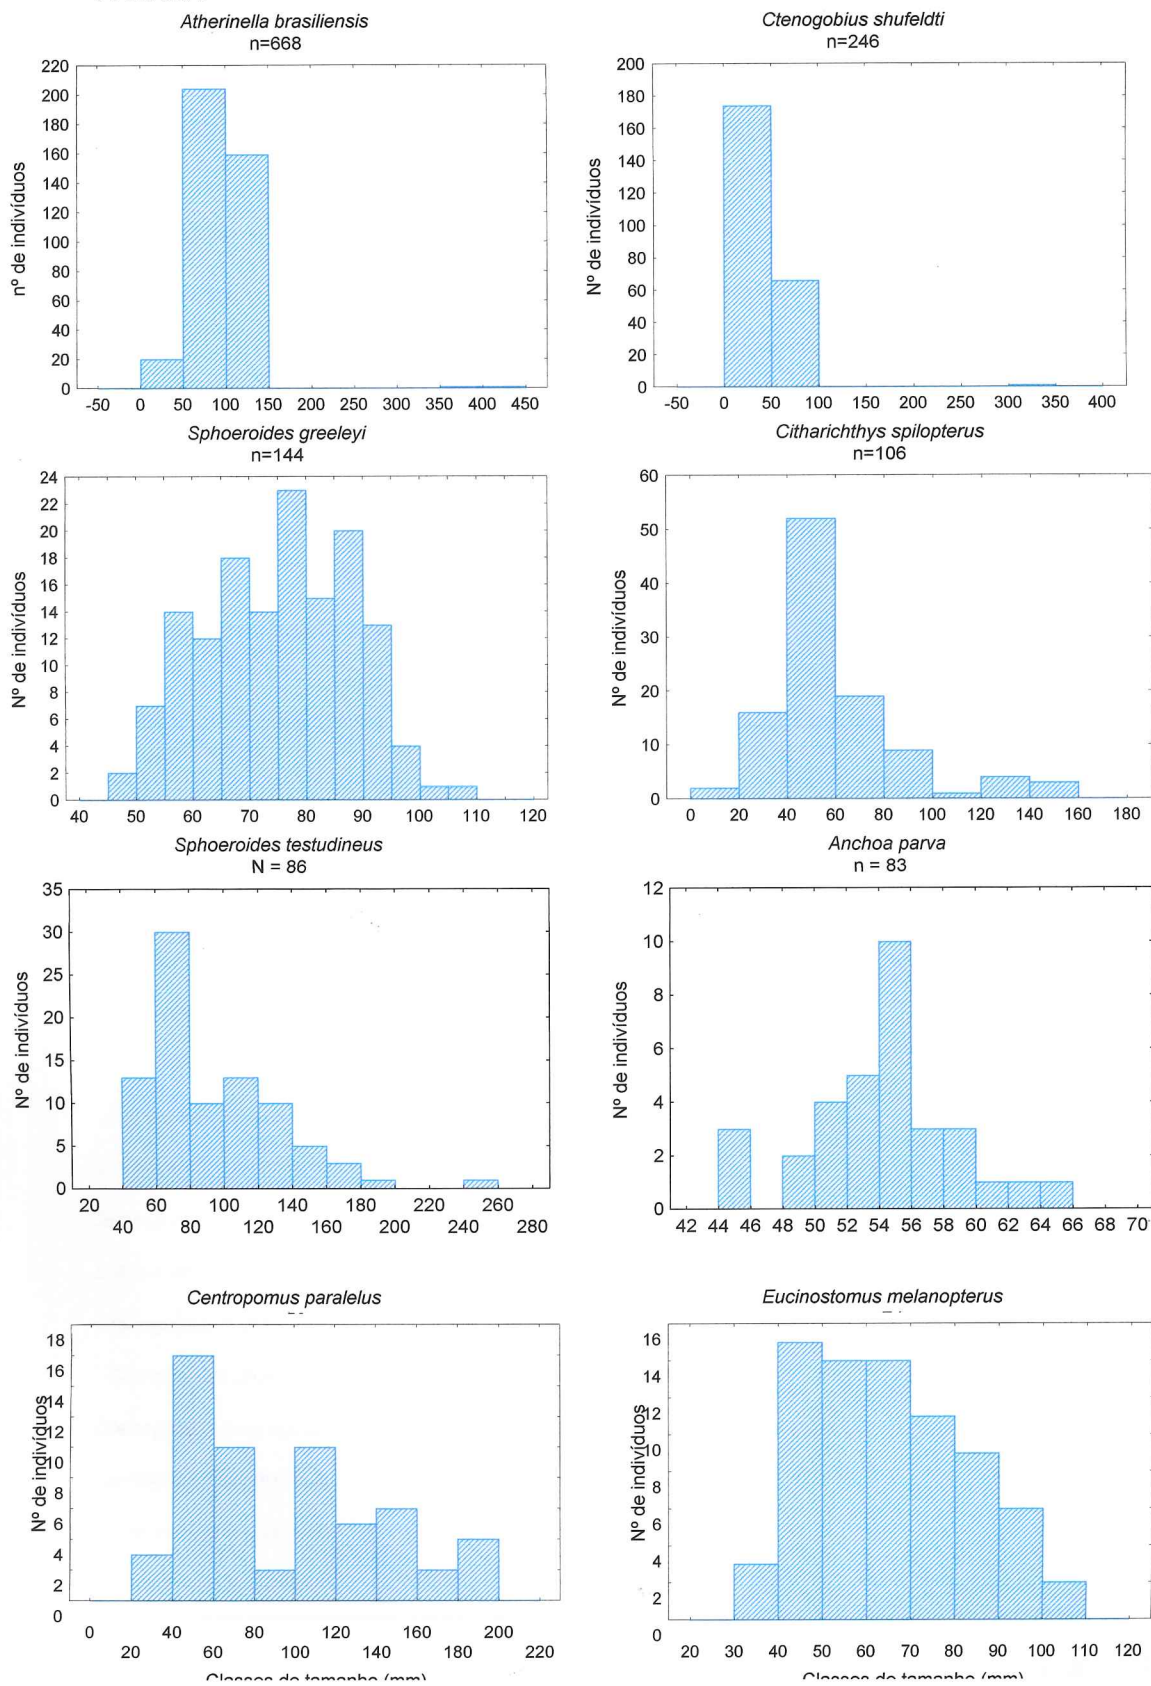 Atherinella brasiliensis
n=668
220
200
180
160
140
120
100
80
60
40
20
0
nº de indivíduos
-50 0 50 100 150 200 250 300 350 400 450
Ctenogobius shufeldti
n=246
200
180
160
140
120
100
80
60
40
20
0
Nº de indivíduos
-50 0 50 100 150 200 250 300 350 400
Sphoeroides greeleyi
n=144
24
22
20
18
16
14
12
10
8
6
4
2
0
Nº de indivíduos
40 50 60 70 80 90 100 110 120
Citharichthys spilopterus
n=106
60
50
40
30
20
10
0
Nº de indivíduos
0 20 40 60 80 100 120 140 160 180
Sphoeroides testudineus
N = 86
35
30
25
20
15
10
5
0
Nº de indivíduos
20 60 100 140 180 220 260
40 80 120 160 200 240 290
Anchoa parva
n = 83
12
10
8
6
4
2
0
Nº de indivíduos
42 44 46 48 50 52 54 56 58 60 62 64 66 68 70
Centropomus paralelus
18
16
14
12
10
8
6
4
2
0
Nº de indivíduos
0 40 80 120 160 200
20 60 100 140 180 220
Classes de tamanho (mm)
Eucinostomus melanopterus
16
14
12
10
8
6
4
2
0
Nº de indivíduos
20 30 40 50 60 70 80 90 100 110 120
Classes de tamanho (mm)